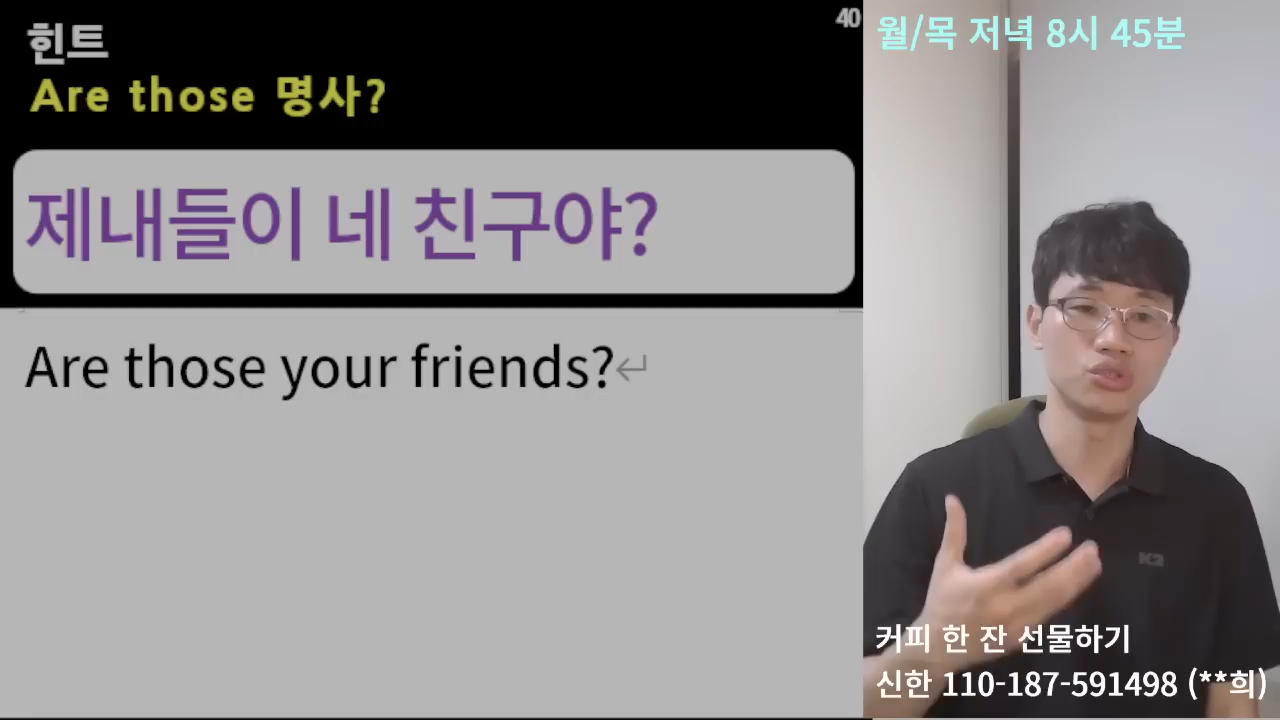 힌트
40
Are those 명사?
제내들이 네 친구야?
Are those your friends?↵
월/목 저녁 8시 45분
K2
커피 한 잔 선물하기
신한 110-187-591498 (**희)